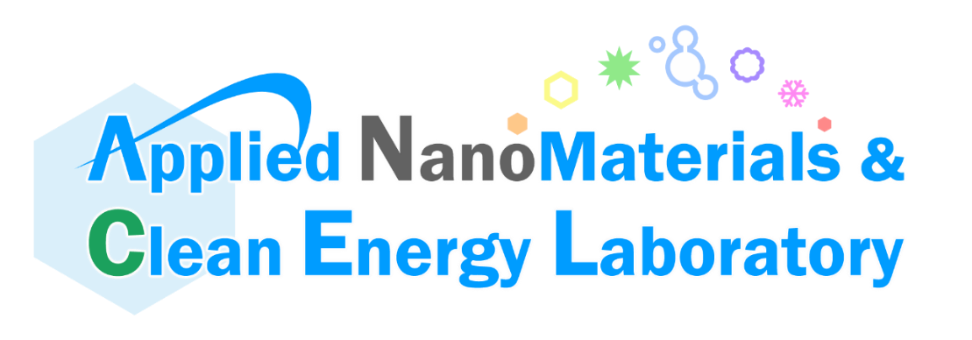 Applied NanoMaterials &
Clean Energy Laboratory